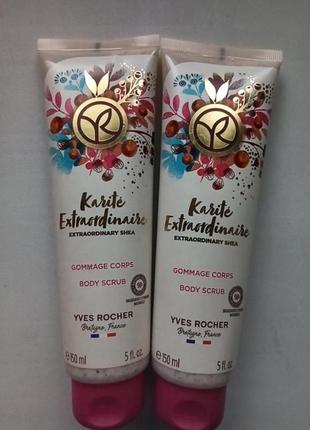 Karité
Extraordinaire
EXTRAORDINARY SHEA
GOMMAGE CORPS
BODY SCRUB
YVES ROCHER
Bretagne, France
℮ 150 ml 5 fl. oz.
Karité
Extraordinaire
EXTRAORDINARY SHEA
GOMMAGE CORPS
BODY SCRUB
YVES ROCHER
Bretagne, France
℮ 150 ml 5 fl. oz.